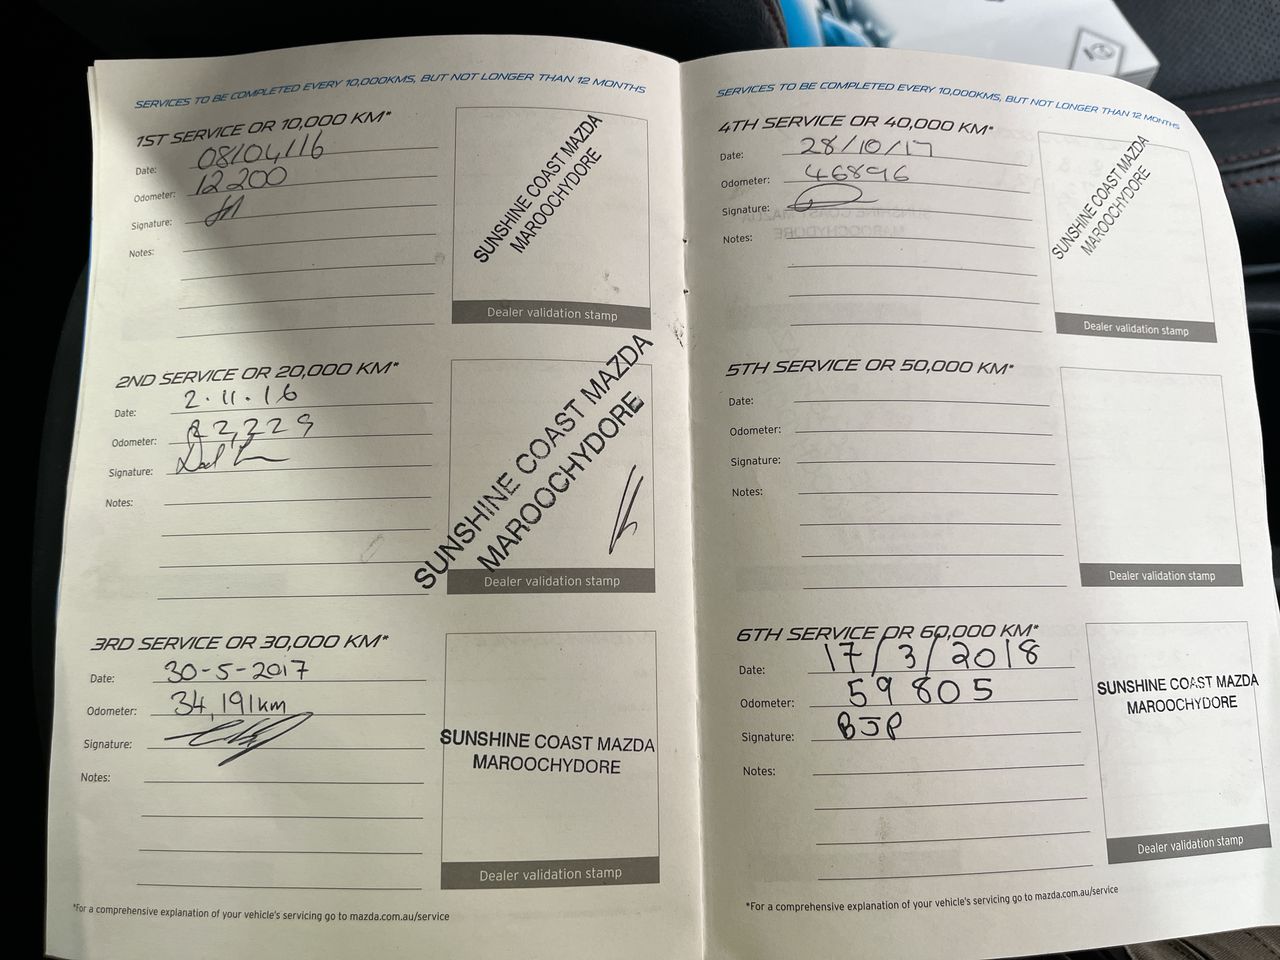 SERVICES TO BE COMPLETED EVERY 10,000KMS, BUT NOT LONGER THAN 12 MONTHS
1ST SERVICE OR 10,000 KM*
Date: 08/04/16
Odometer: 12200
Signature:
Notes:
SUNSHINE COAST MAZDA
MAROOCHYDORE
Dealer validation stamp
2ND SERVICE OR 20,000 KM*
Date: 2.11.16
Odometer: 22,229
Signature:
Notes:
SUNSHINE COAST MAZDA
MAROOCHYDORE
Dealer validation stamp
3RD SERVICE OR 30,000 KM*
Date: 30-5-2017
Odometer: 34,191km
Signature:
Notes:
SUNSHINE COAST MAZDA
MAROOCHYDORE
Dealer validation stamp
*For a comprehensive explanation of your vehicle's servicing go to mazda.com.au/service
SERVICES TO BE COMPLETED EVERY 10,000KMS, BUT NOT LONGER THAN 12 MONTHS
4TH SERVICE OR 40,000 KM*
Date: 28/10/17
Odometer: 46896
Signature:
Notes:
SUNSHINE COAST MAZDA
MAROOCHYDORE
Dealer validation stamp
5TH SERVICE OR 50,000 KM*
Date:
Odometer:
Signature:
Notes:
Dealer validation stamp
6TH SERVICE OR 60,000 KM*
Date: 17/3/2018
Odometer: 59805
Signature: BJP
Notes:
SUNSHINE COAST MAZDA
MAROOCHYDORE
Dealer validation stamp
*For a comprehensive explanation of your vehicle's servicing go to mazda.com.au/service